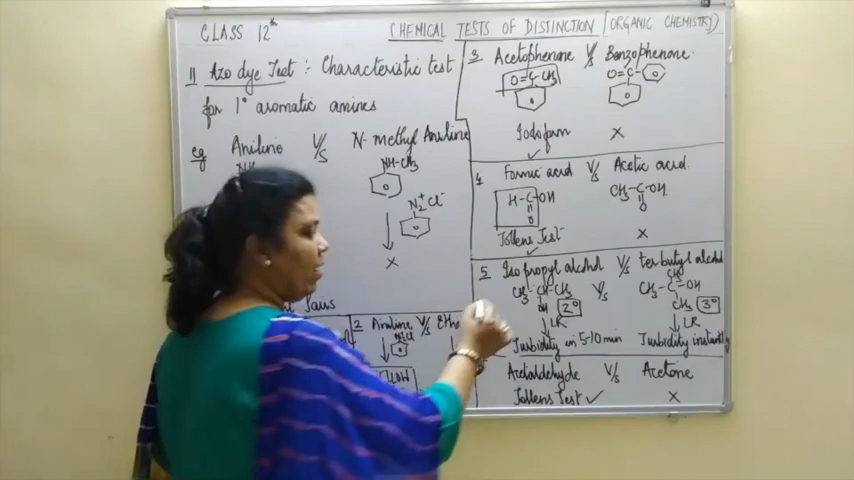 CLASS 12th
CHEMICAL TESTS OF DISTINCTION (ORGANIC CHEMISTRY)
1) Azo dye Test : Characteristic test
for 1° aromatic amines
eg Aniline V/s N-methyl Aniline
NH-CH3
N2+Cl-
X
2 Aniline V/s
3 Acetophenone V/s Benzophenone
O=C-CH3
O=C
Iodoform X
✓
4 Formic acid V/s Acetic acid
H-C-OH
O
CH3-C-OH
O
Tollens Test X
✓
5. Isopropyl alcohol V/s ter butyl alcohol
CH3-CH-CH3 V/s
OH 2°
CH3
CH3-C-OH
CH3 3°
LR LR
Turbidity in 5-10 min Turbidity instantly
Acetaldehyde V/s Acetone
Tollens Test ✓ X